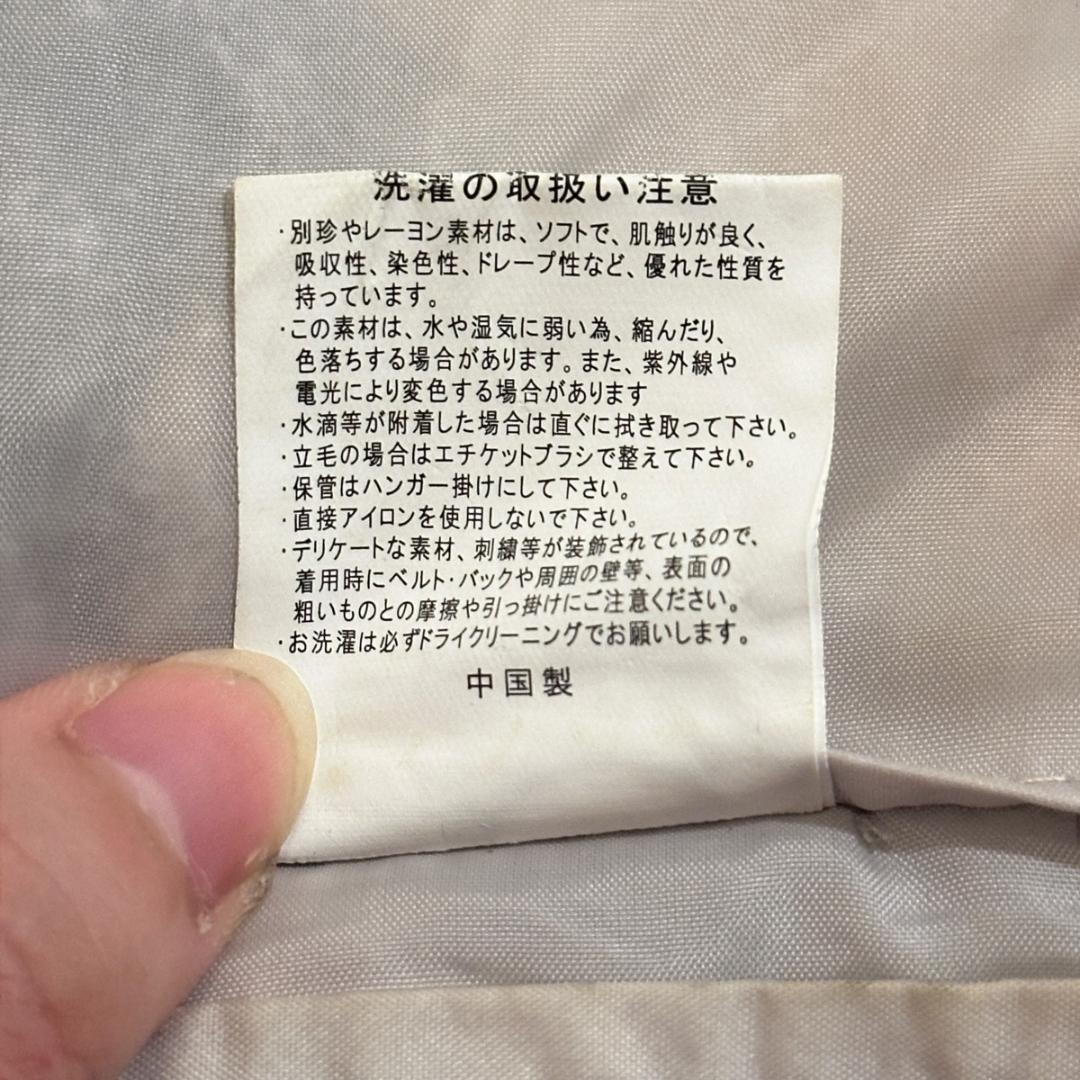 洗濯の取扱い注意
・別珍やレーヨン素材は、ソフトで、肌触りが良く、
吸収性、染色性、ドレープ性など、優れた性質を
持っています。
・この素材は、水や湿気に弱い為、縮んだり、
色落ちする場合があります。また、紫外線や
電光により変色する場合があります
・水滴等が附着した場合は直ぐに拭き取って下さい。
・立毛の場合はエチケットブラシで整えて下さい。
・保管はハンガー掛けにして下さい。
・直接アイロンを使用しないで下さい。
・デリケートな素材、刺繍等が装飾されているので、
着用時にベルト・バックや周囲の壁等、表面の
粗いものとの摩擦や引っ掛けにご注意ください。
・お洗濯は必ずドライクリーニングでお願いします。
中国製